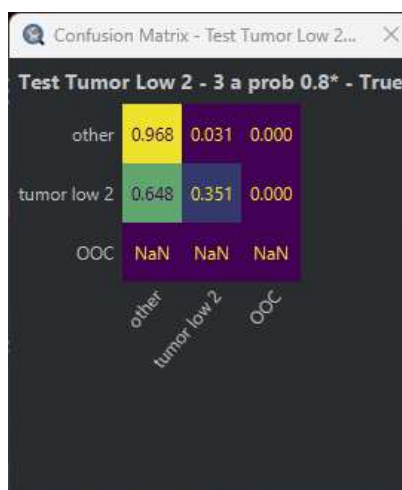 Confusion Matrix - Test Tumor Low 2...
Test Tumor Low 2 - 3 a prob 0.8* - True
other 0.968 0.031 0.000
tumor low 2 0.648 0.351 0.000
OOC NaN NaN NaN
other tumor low 2 OOC